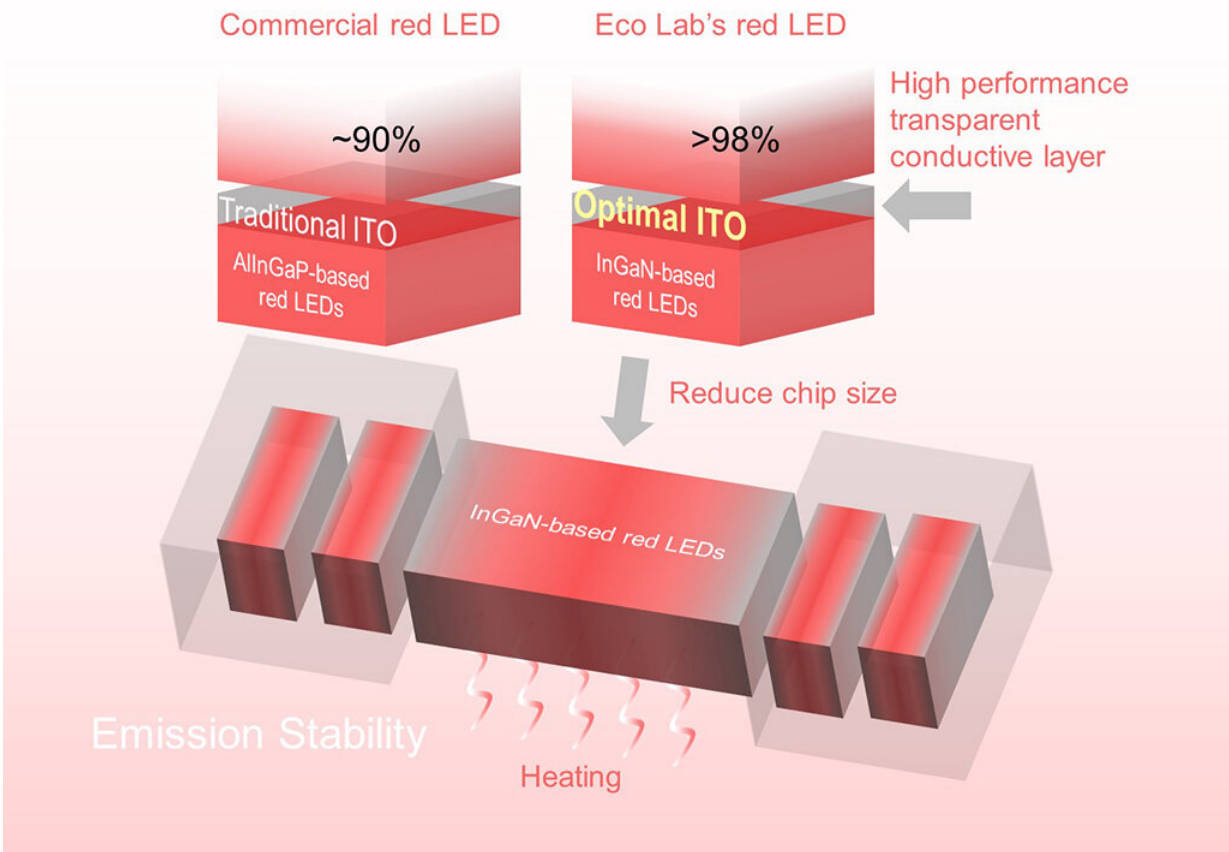 Commercial red LED
Eco Lab's red LED
~90%
>98%
High performance
transparent
conductive layer
Traditional ITO
Optimal ITO
AlInGaP-based
red LEDs
InGaN-based
red LEDs
Reduce chip size
InGaN-based red LEDs
Emission Stability
Heating